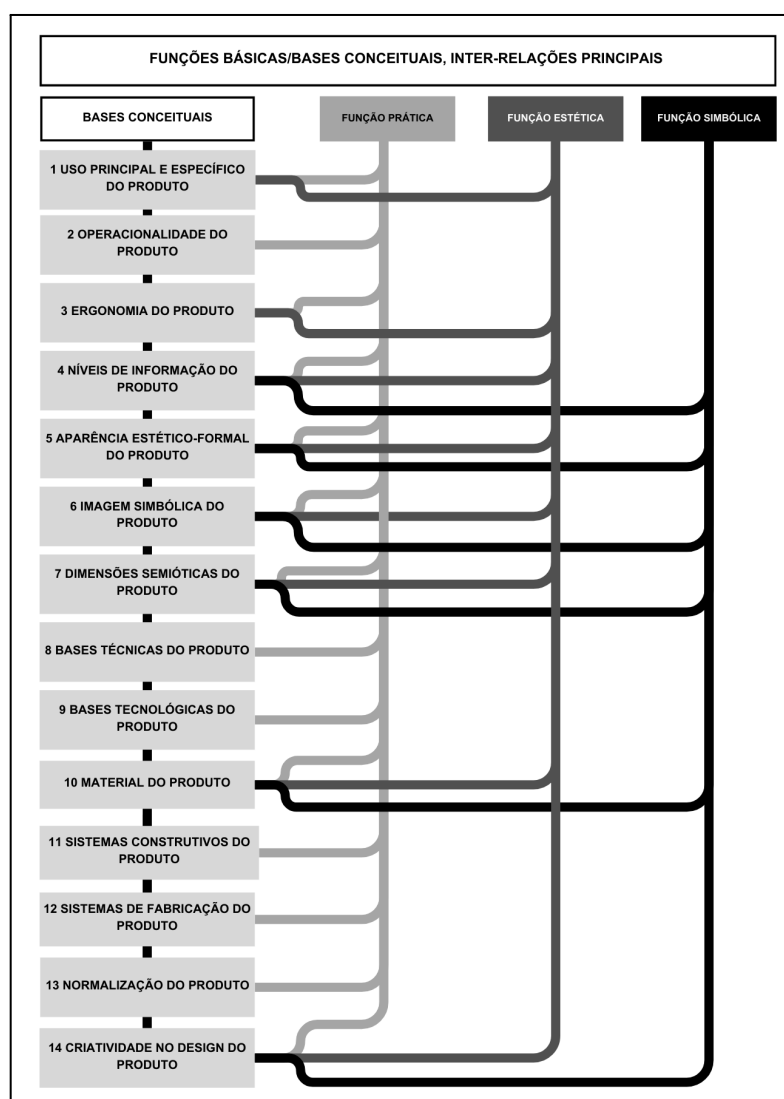 FUNÇÕES BÁSICAS/BASES CONCEITUAIS, INTER-RELAÇÕES PRINCIPAIS
BASES CONCEITUAIS
FUNÇÃO PRÁTICA
FUNÇÃO ESTÉTICA
FUNÇÃO SIMBÓLICA
1 USO PRINCIPAL E ESPECÍFICO
DO PRODUTO
2 OPERACIONALIDADE DO
PRODUTO
3 ERGONOMIA DO PRODUTO
4 NÍVEIS DE INFORMAÇÃO DO
PRODUTO
5 APARÊNCIA ESTÉTICO-FORMAL
DO PRODUTO
6 IMAGEM SIMBÓLICA DO
PRODUTO
7 DIMENSÕES SEMIÓTICAS DO
PRODUTO
8 BASES TÉCNICAS DO PRODUTO
9 BASES TECNOLÓGICAS DO
PRODUTO
10 MATERIAL DO PRODUTO
11 SISTEMAS CONSTRUTIVOS DO
PRODUTO
12 SISTEMAS DE FABRICAÇÃO DO
PRODUTO
13 NORMALIZAÇÃO DO PRODUTO
14 CRIATIVIDADE NO DESIGN DO
PRODUTO